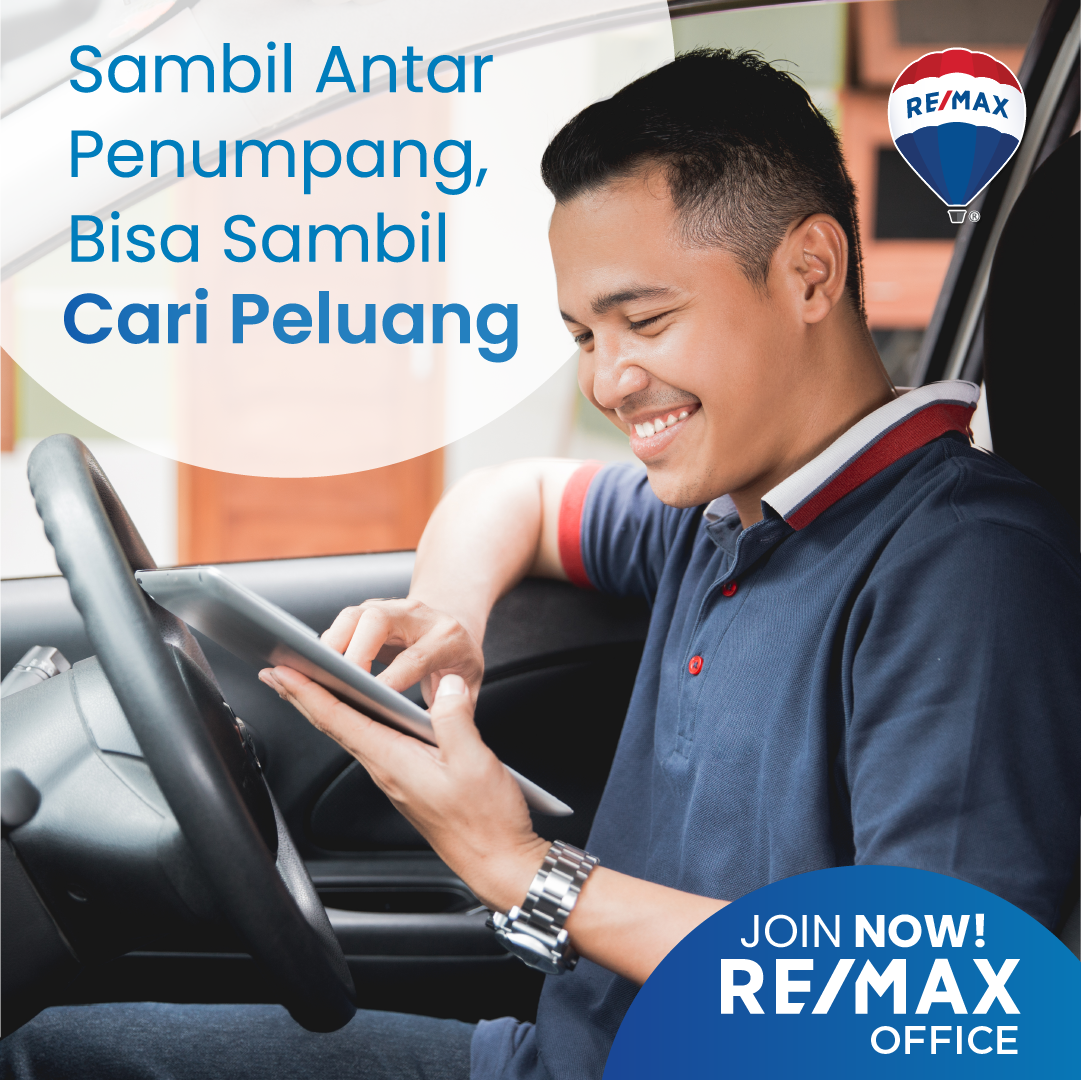 Sambil Antar
Penumpang,
Bisa Sambil
Cari Peluang
RE/MAX
®
JOIN NOW!
RE/MAX
OFFICE